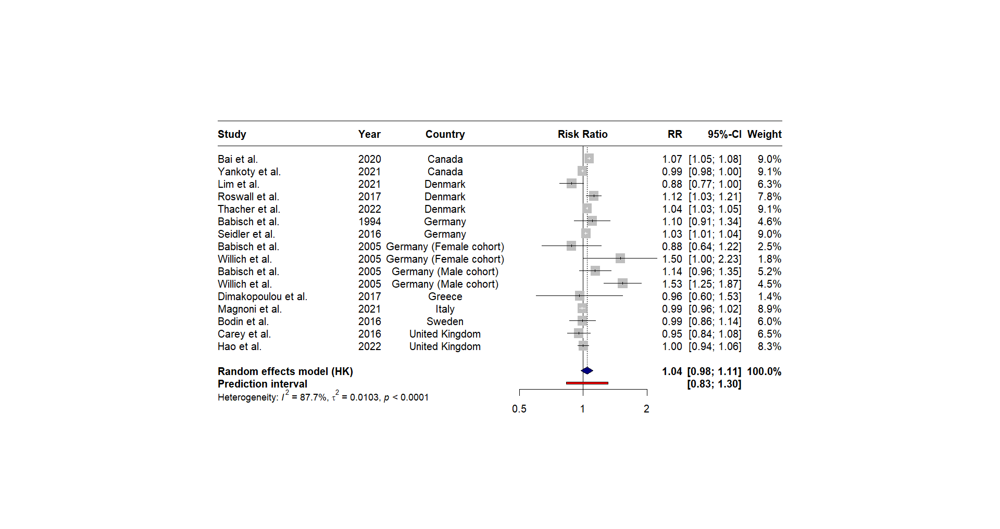 Study Year Country Risk Ratio RR 95%-CI Weight
Bai et al. 2020 Canada 1.07 [1.05; 1.08] 9.0%
Yankoty et al. 2021 Canada 0.99 [0.98; 1.00] 9.1%
Lim et al. 2021 Denmark 0.88 [0.77; 1.00] 6.3%
Roswall et al. 2017 Denmark 1.12 [1.03; 1.21] 7.8%
Thacher et al. 2022 Denmark 1.04 [1.03; 1.05] 9.1%
Babisch et al. 1994 Germany 1.10 [0.91; 1.34] 4.6%
Seidler et al. 2016 Germany 1.03 [1.01; 1.04] 9.0%
Babisch et al. 2005 Germany (Female cohort) 0.88 [0.64; 1.22] 2.5%
Willich et al. 2005 Germany (Female cohort) 1.50 [1.00; 2.23] 1.8%
Babisch et al. 2005 Germany (Male cohort) 1.14 [0.96; 1.35] 5.2%
Willich et al. 2005 Germany (Male cohort) 1.53 [1.25; 1.87] 4.5%
Dimakopoulou et al. 2017 Greece 0.96 [0.60; 1.53] 1.4%
Magnoni et al. 2021 Italy 0.99 [0.96; 1.02] 8.9%
Bodin et al. 2016 Sweden 0.99 [0.86; 1.14] 6.0%
Carey et al. 2016 United Kingdom 0.95 [0.84; 1.08] 6.5%
Hao et al. 2022 United Kingdom 1.00 [0.94; 1.06] 8.3%
Random effects model (HK) 1.04 [0.98; 1.11] 100.0%
Prediction interval [0.83; 1.30]
Heterogeneity: I² = 87.7%, τ² = 0.0103, p < 0.0001
0.5 1 2